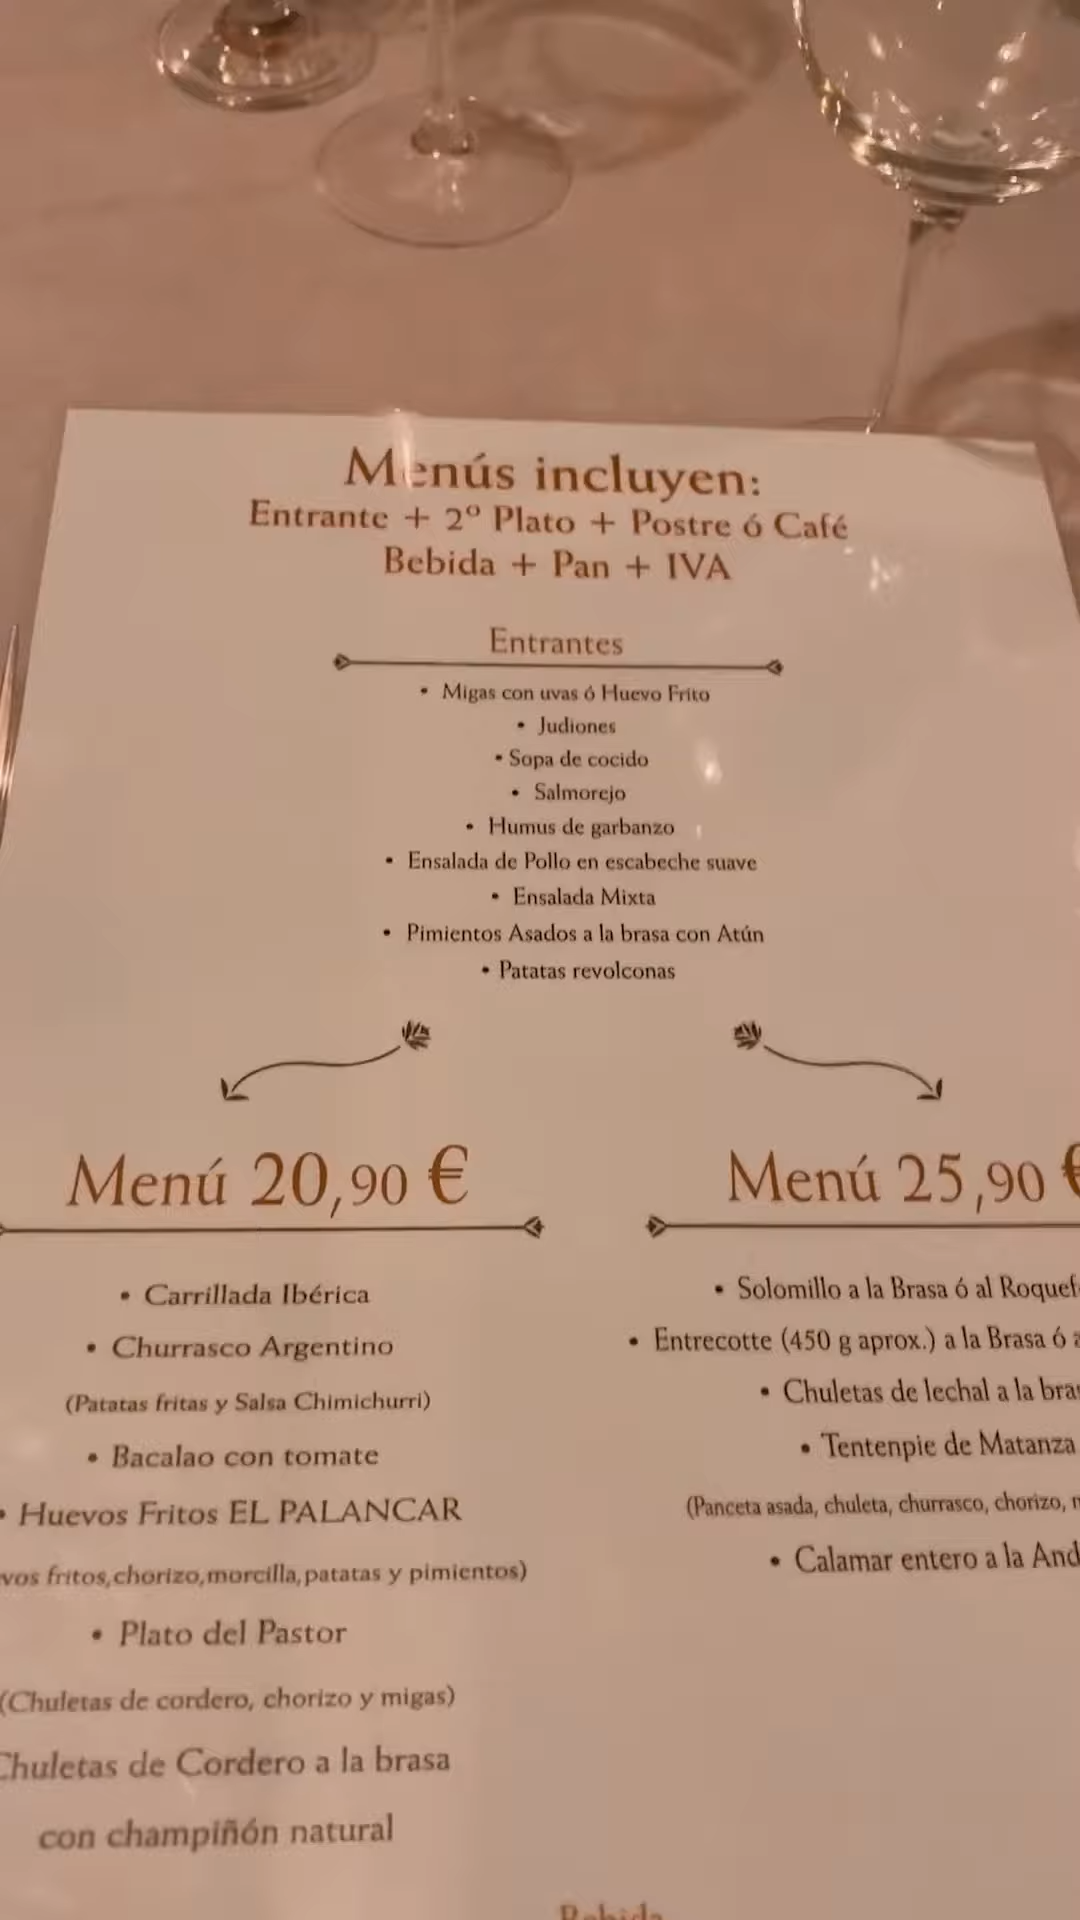 Menús incluyen:
Entrante + 2º Plato + Postre ó Café
Bebida + Pan + IVA
Entrantes
• Migas con uvas ó Huevo Frito
• Judiones
• Sopa de cocido
• Salmorejo
• Humus de garbanzo
• Ensalada de Pollo en escabeche suave
• Ensalada Mixta
• Pimientos Asados a la brasa con Atún
• Patatas revolconas
Menú 20,90 €
• Carrillada Ibérica
• Churrasco Argentino
(Patatas fritas y Salsa Chimichurri)
• Bacalao con tomate
• Huevos Fritos EL PALANCAR
fritos, chorizo, morcilla, patatas y pimientos)
• Plato del Pastor
(Chuletas de cordero, chorizo y migas)
Chuletas de Cordero a la brasa
con champiñón natural
Menú 25,90 €
• Solomillo a la Brasa ó al
• Entrecotte (450 g aprox.) a la Brasa ó
• Chuletas de lechal a la
• Tentenpie de Matanza
(Panceta asada, chuleta, churrasco, chorizo,
• Calamar entero a la